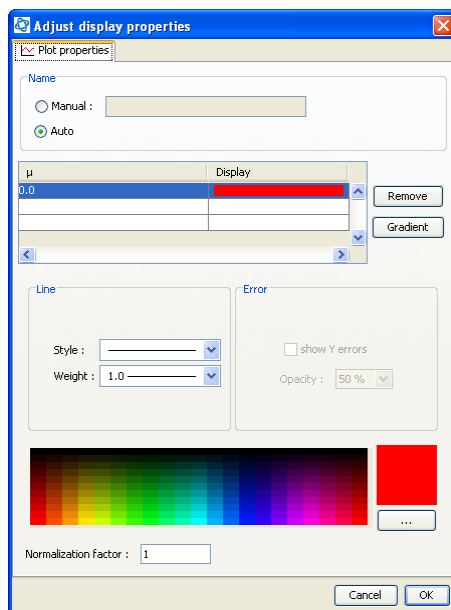 Adjust display properties
Plot properties
Name
Manual :
Auto
μ Display
0.0
Remove
Gradient
Line
Error
Style :
show Y errors
Weight : 1.0
Opacity : 50 %
...
Normalization factor : 1
Cancel OK